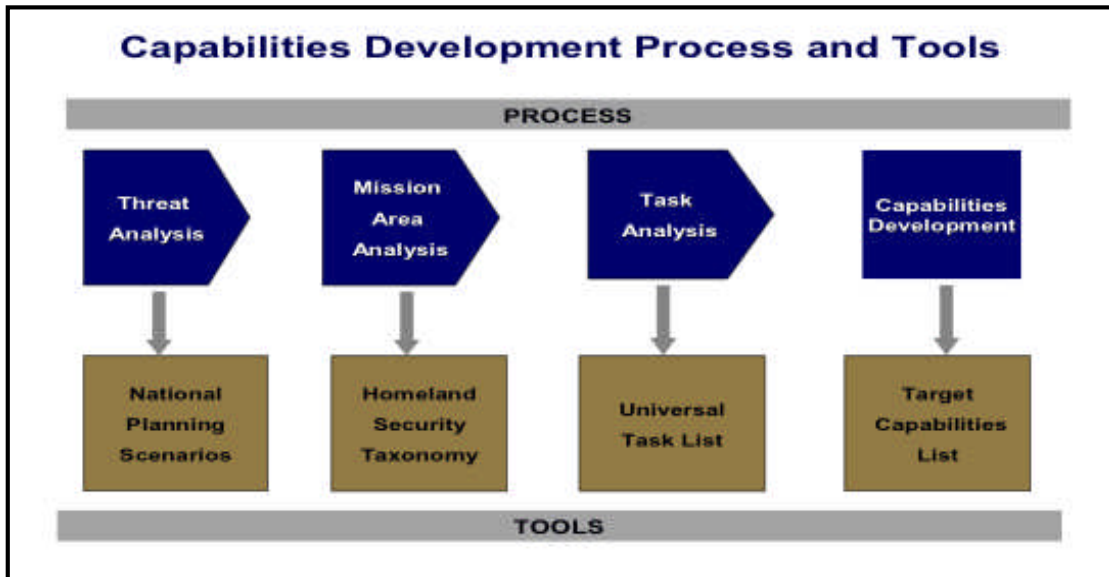 Capabilities Development Process and Tools
PROCESS
Threat
Analysis
Mission
Area
Analysis
Task
Analysis
Capabilities
Development
National
Planning
Scenarios
Homeland
Security
Taxonomy
Universal
Task List
Target
Capabilities
List
TOOLS